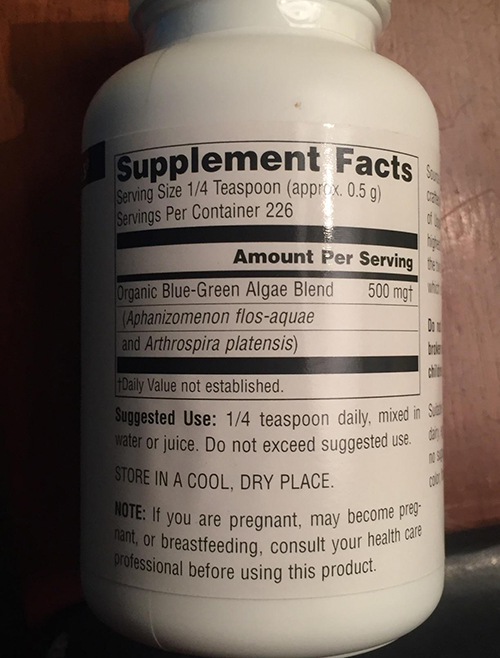 Supplement Facts
Serving Size 1/4 Teaspoon (approx. 0.5 g)
Servings Per Container 226
Amount Per Serving
Organic Blue-Green Algae Blend 500 mg†
(Aphanizomenon flos-aquae
and Arthrospira platensis)
†Daily Value not established.
Suggested Use: 1/4 teaspoon daily, mixed in
water or juice. Do not exceed suggested use.
STORE IN A COOL, DRY PLACE.
NOTE: If you are pregnant, may become preg-
nant, or breastfeeding, consult your health care
professional before using this product.